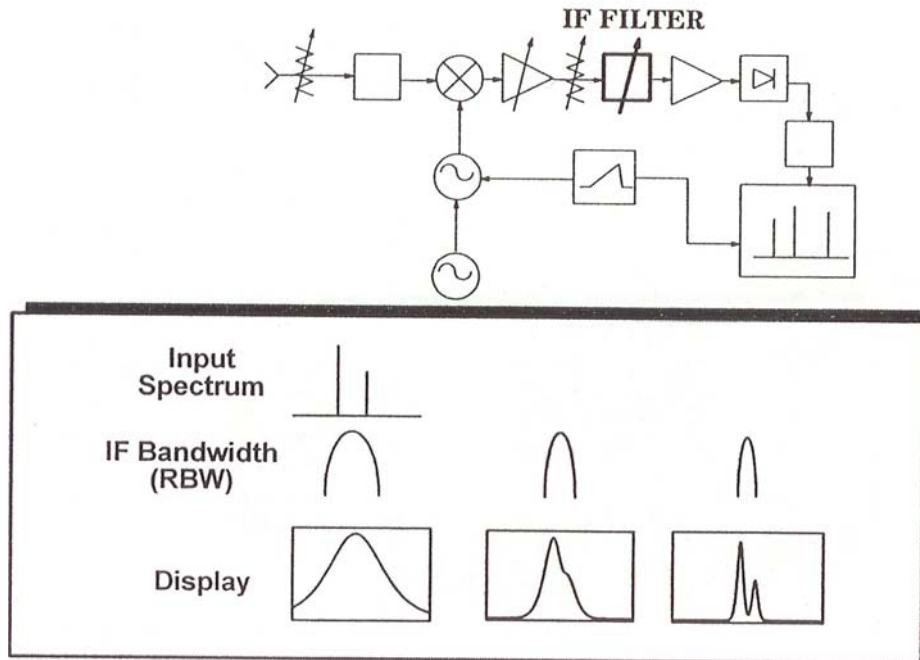 IF FILTER
Input
Spectrum
IF Bandwidth
(RBW)
Display